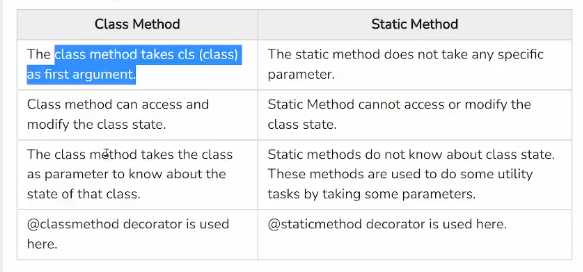 Class Method
Static Method
The class method takes cls (class)
as first argument.
The static method does not take any specific
parameter.
Class method can access and
modify the class state.
Static Method cannot access or modify the
class state.
The class method takes the class
as parameter to know about the
state of that class.
Static methods do not know about class state.
These methods are used to do some utility
tasks by taking some parameters.
@classmethod decorator is used
here.
@staticmethod decorator is used here.